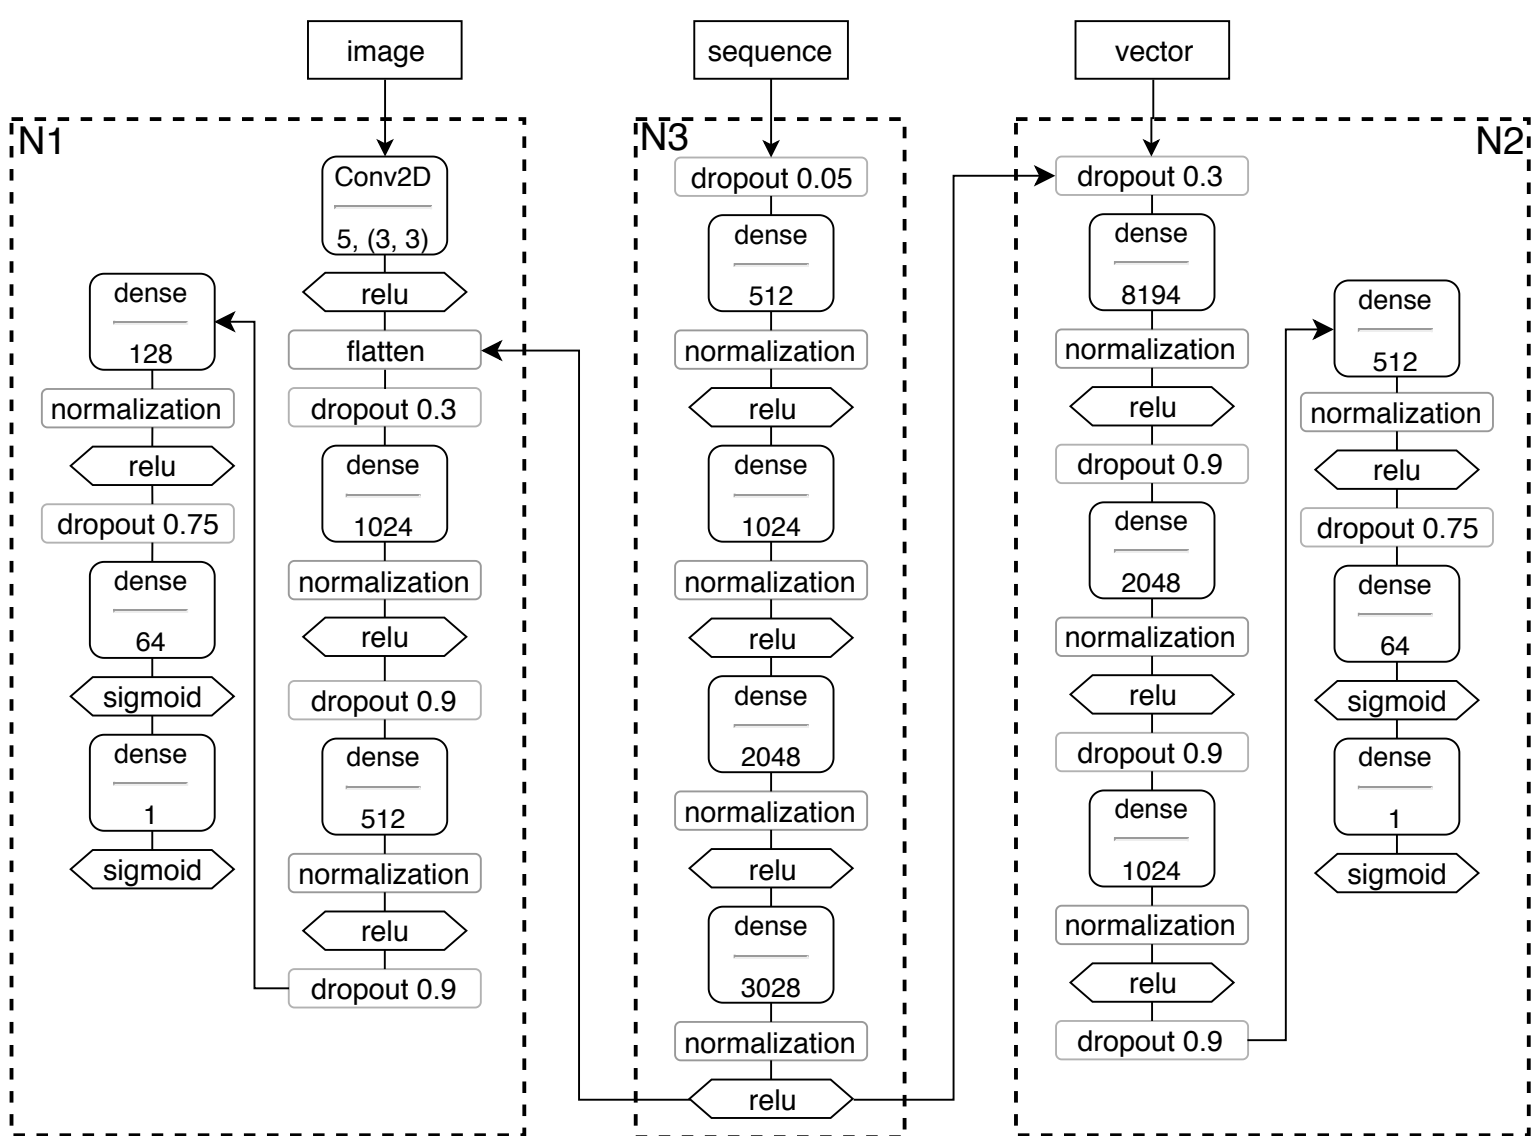 image
sequence
vector
N1
Conv2D
5, (3, 3)
relu
flatten
dropout 0.3
dense
1024
normalization
relu
dropout 0.9
dense
512
normalization
relu
dropout 0.9
dense
128
normalization
relu
dropout 0.75
dense
64
sigmoid
dense
1
sigmoid
N3
dropout 0.05
dense
512
normalization
relu
dense
1024
normalization
relu
dense
2048
normalization
relu
dense
3028
normalization
relu
N2
dropout 0.3
dense
8194
normalization
relu
dropout 0.9
dense
2048
normalization
relu
dropout 0.9
dense
1024
normalization
relu
dropout 0.9
dense
512
normalization
relu
dropout 0.75
dense
64
sigmoid
dense
1
sigmoid